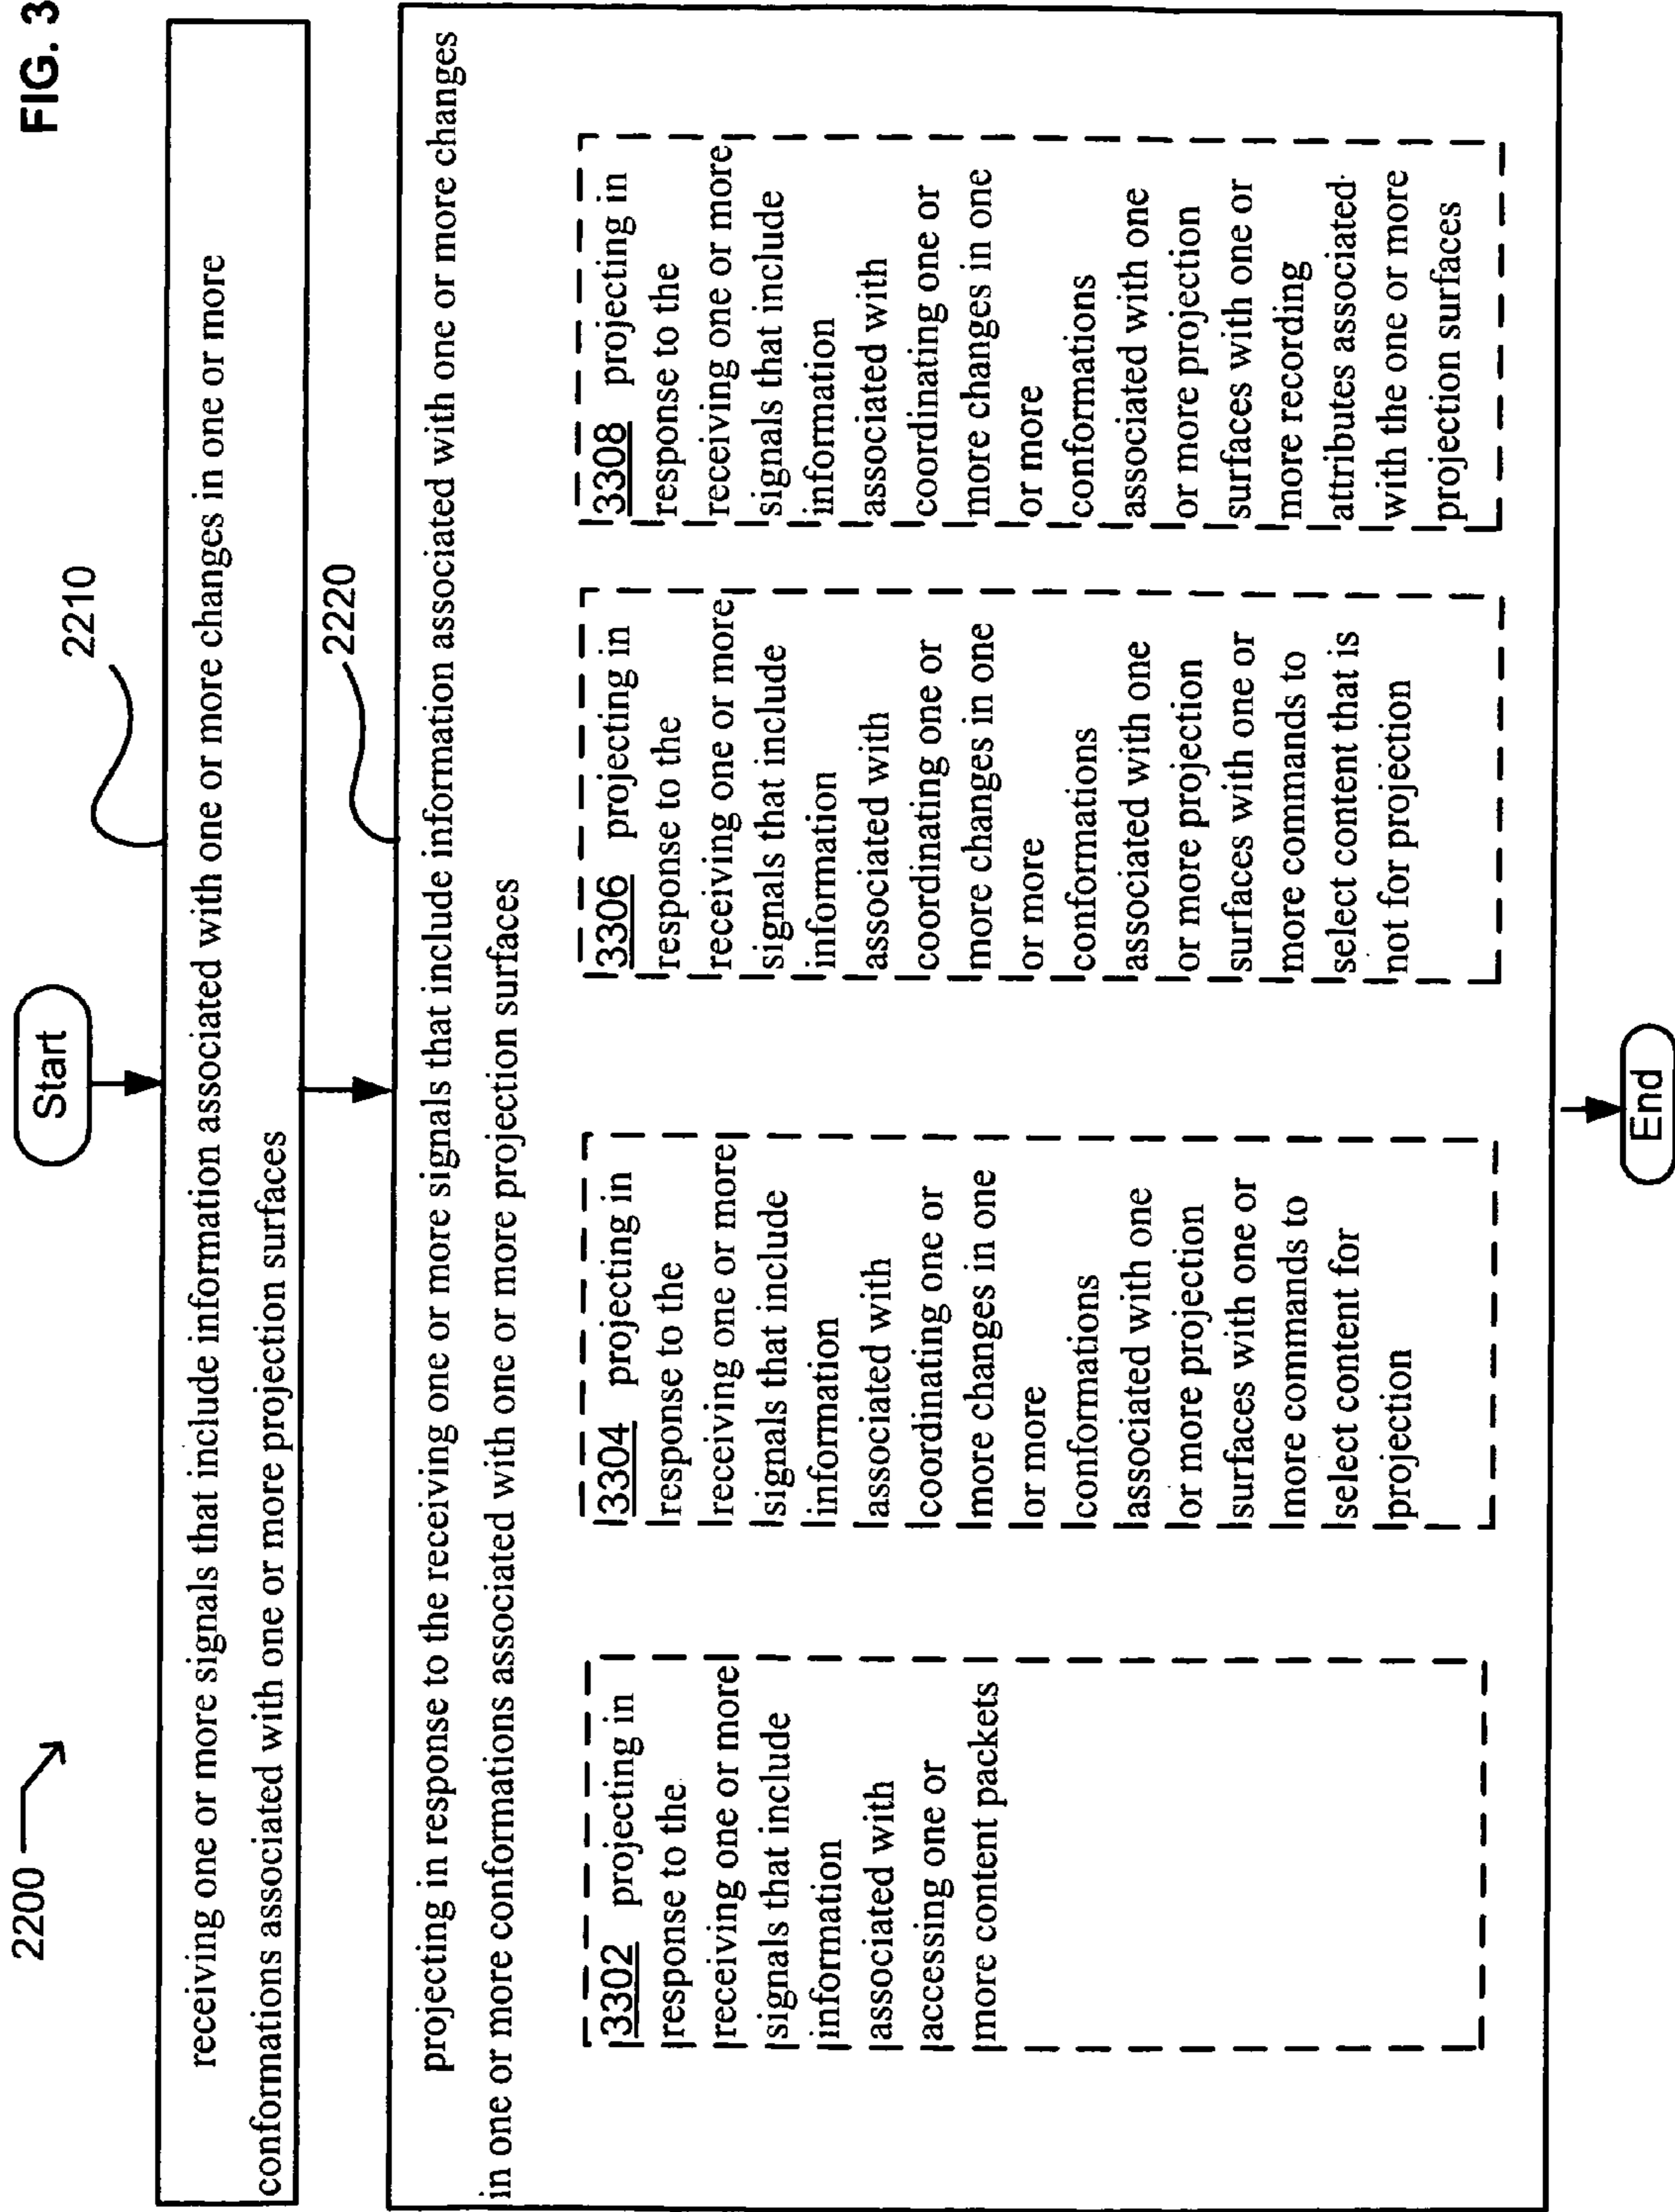 FIG. 3
2200
Start
2210
receiving one or more signals that include information associated with one or more changes in one or more
conformations associated with one or more projection surfaces
2220
projecting in response to the receiving one or more signals that include information associated with one or more changes
in one or more conformations associated with one or more projection surfaces
3302 projecting in
response to the
receiving one or more
signals that include
information
associated with
accessing one or
more content packets
3304 projecting in
response to the
receiving one or more
signals that include
information
associated with
coordinating one or
more changes in one
or more
conformations
associated with one
or more projection
surfaces with one or
more commands to
select content for
projection
3306 projecting in
response to the
receiving one or more
signals that include
information
associated with
coordinating one or
more changes in one
or more
conformations
associated with one
or more projection
surfaces with one or
more commands to
select content that is
not for projection
3308 projecting in
response to the
receiving one or more
signals that include
information
associated with
coordinating one or
more changes in one
or more
conformations
associated with one
or more projection
surfaces with one or
more recording
attributes associated
with the one or more
projection surfaces
End